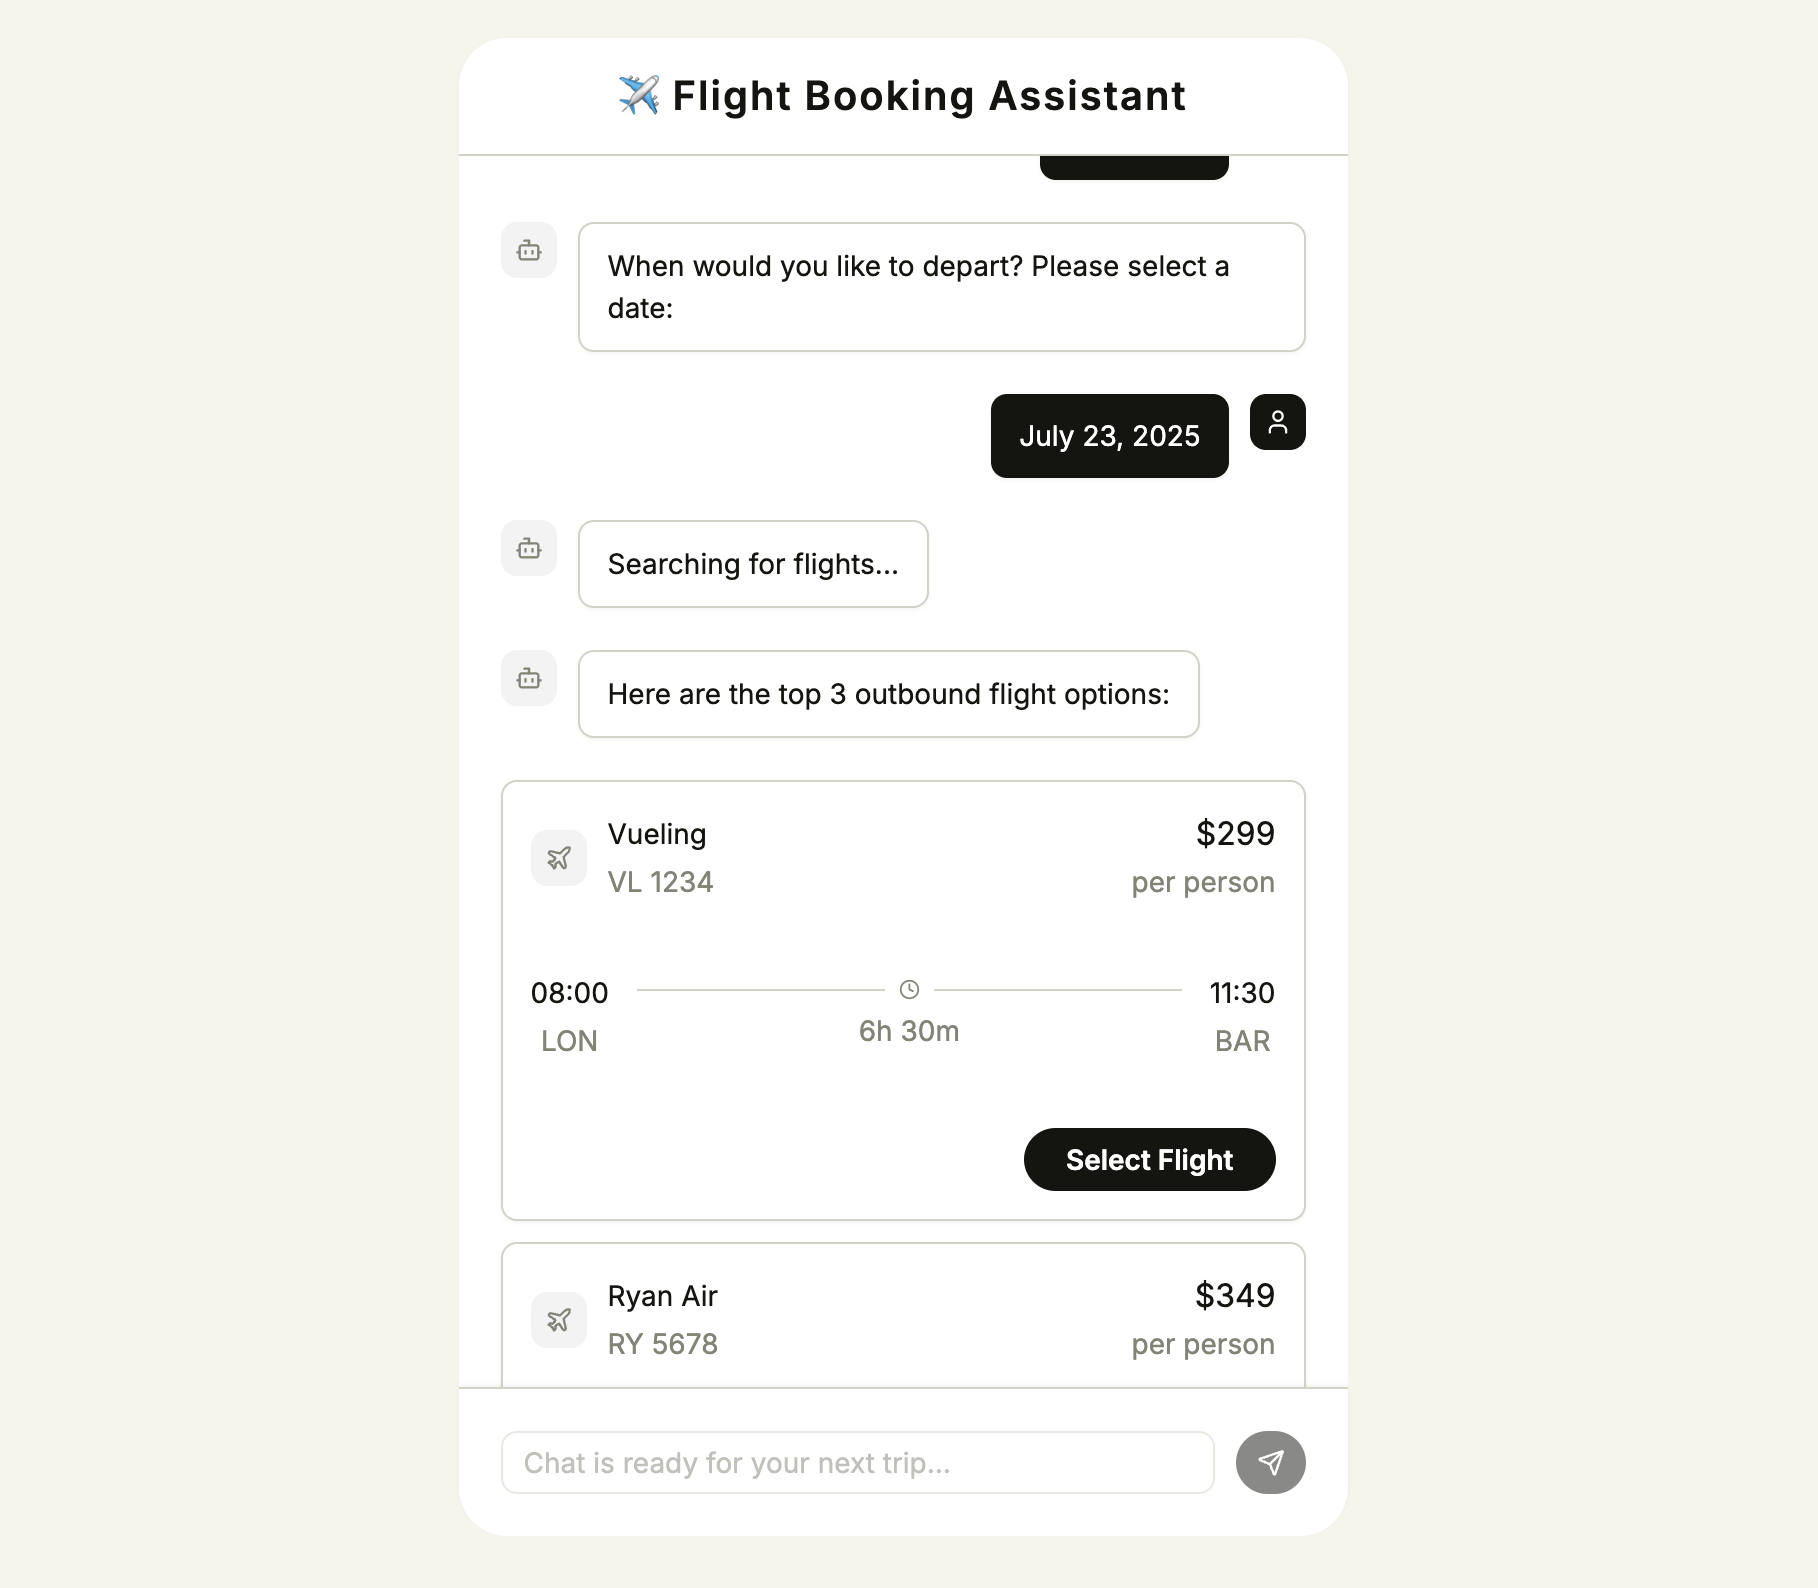 ✈️ Flight Booking Assistant
When would you like to depart? Please select a
date:
July 23, 2025
Searching for flights...
Here are the top 3 outbound flight options:
Vueling
$299
VL 1234
per person
08:00
11:30
6h 30m
LON
BAR
Select Flight
Ryan Air
$349
RY 5678
per person
Chat is ready for your next trip...